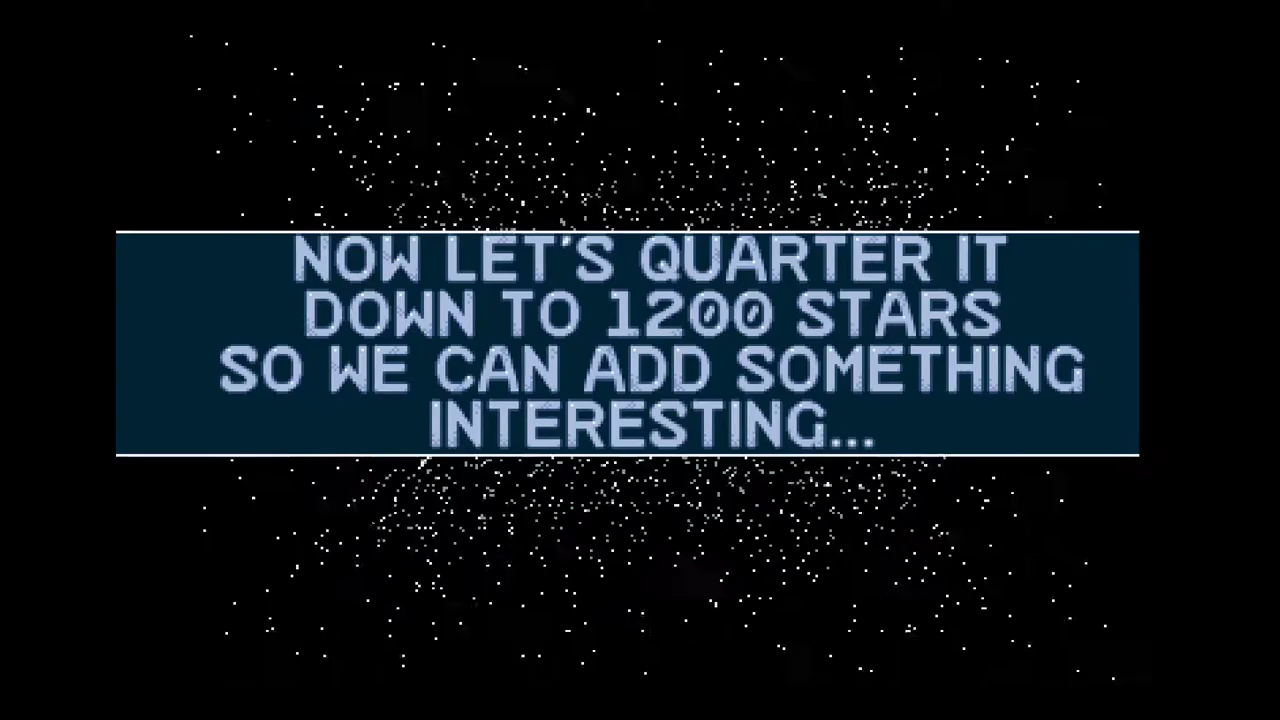 NOW LET'S QUARTER IT
DOWN TO 1200 STARS
SO WE CAN ADD SOMETHING
INTERESTING...